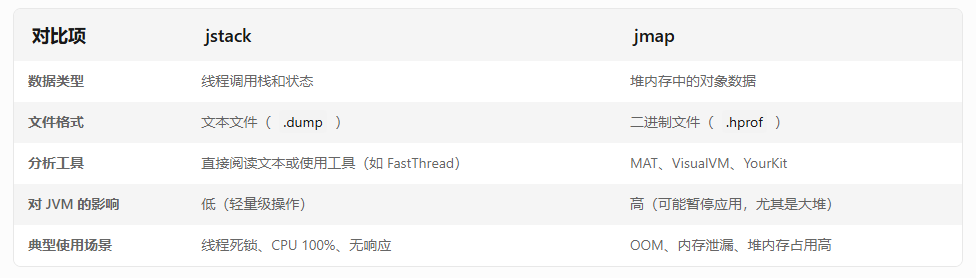 对比项 jstack jmap
数据类型 线程调用栈和状态 堆内存中的对象数据
文件格式 文本文件（ .dump ） 二进制文件（ .hprof ）
分析工具 直接阅读文本或使用工具（如 FastThread） MAT、VisualVM、YourKit
对 JVM 的影响 低（轻量级操作） 高（可能暂停应用，尤其是大堆）
典型使用场景 线程死锁、CPU 100%、无响应 OOM、内存泄漏、堆内存占用高